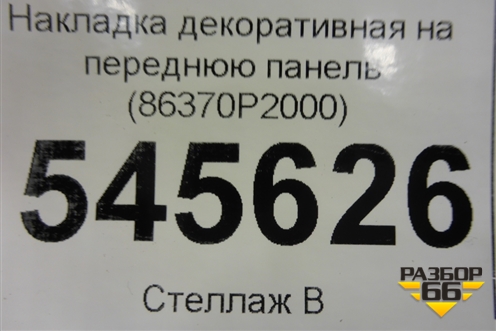 Накладка декоративная на
переднюю панель
(86370P2000)
545626
Стеллаж В
РАЗБОР
66